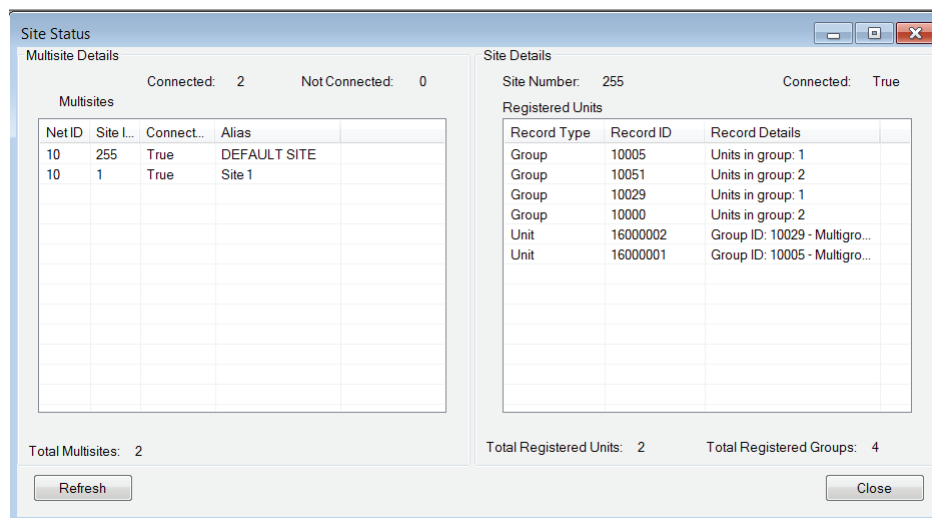 Site Status
Multisite Details
Connected: 2 Not Connected: 0
Multisites
Net ID Site I... Connect... Alias
10 255 True DEFAULT SITE
10 1 True Site 1
Total Multisites: 2
Refresh
Site Details
Site Number: 255 Connected: True
Registered Units
Record Type Record ID Record Details
Group 10005 Units in group: 1
Group 10051 Units in group: 2
Group 10029 Units in group: 1
Group 10000 Units in group: 2
Unit 16000002 Group ID: 10029 - Multigro...
Unit 16000001 Group ID: 10005 - Multigro...
Total Registered Units: 2 Total Registered Groups: 4
Close